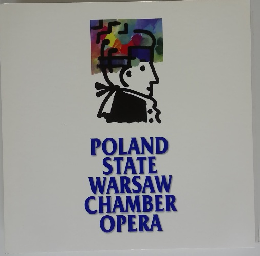 POLAND
STATE
WARSAW
CHAMBER
OPERA